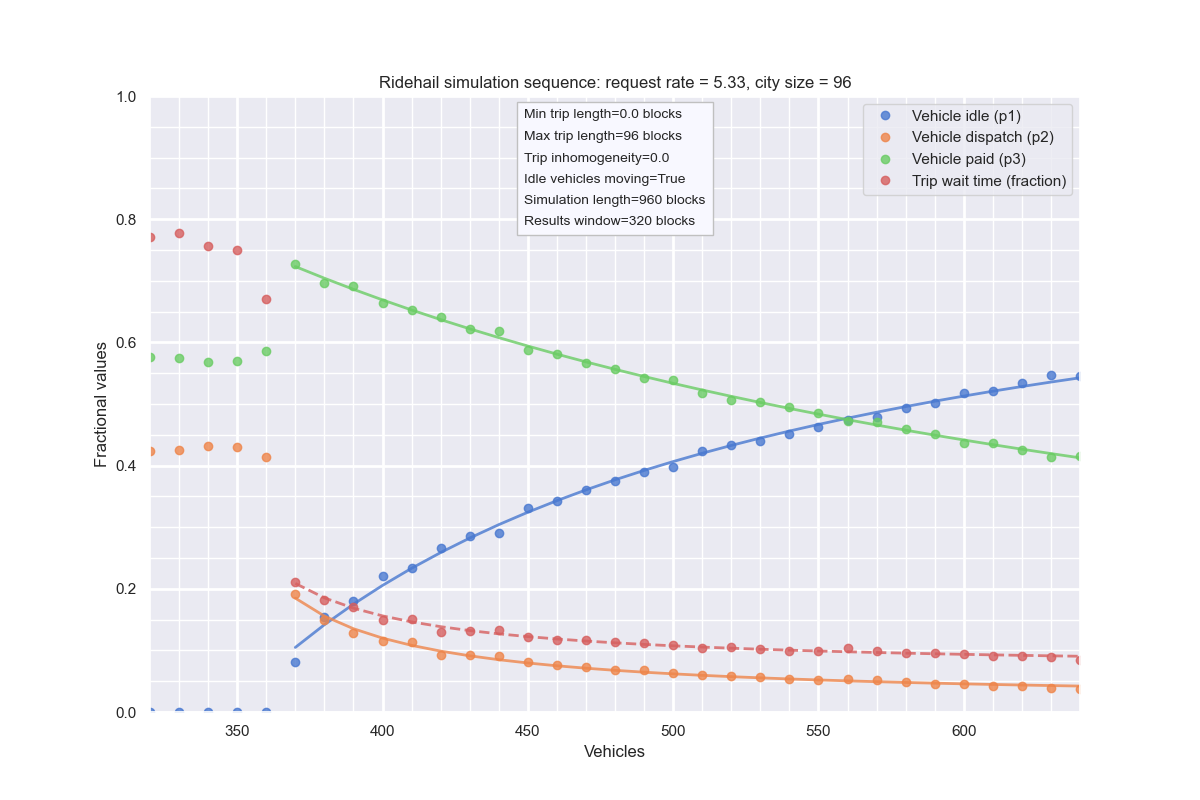 Ridehail simulation sequence: request rate = 5.33, city size = 96
Min trip length=0.0 blocks
Max trip length=96 blocks
Trip inhomogeneity=0.0
Idle vehicles moving=True
Simulation length=960 blocks
Results window=320 blocks
Vehicle idle (p1)
Vehicle dispatch (p2)
Vehicle paid (p3)
Trip wait time (fraction)
Fractional values
1.0
0.8
0.6
0.4
0.2
0.0
350 400 450 500 550 600
Vehicles